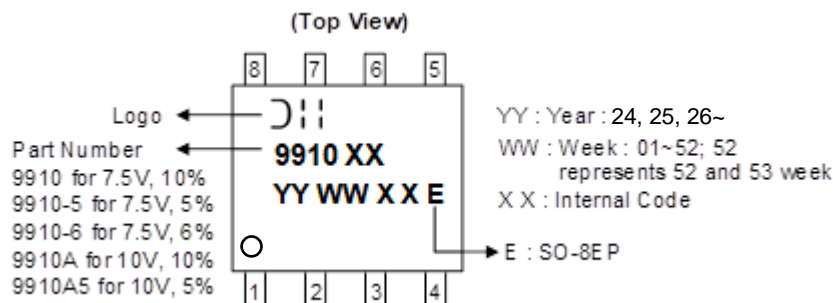 (Top View)
8 7 6 5
Logo
Part Number
9910 for 7.5V, 10%
9910-5 for 7.5V, 5%
9910-6 for 7.5V, 6%
9910A for 10V, 10%
9910A5 for 10V, 5%
9910 XX
YY WW X X E
1 2 3 4
YY : Year : 24, 25, 26~
WW : Week : 01~52; 52
represents 52 and 53 week
X X : Internal Code
E : SO-8EP